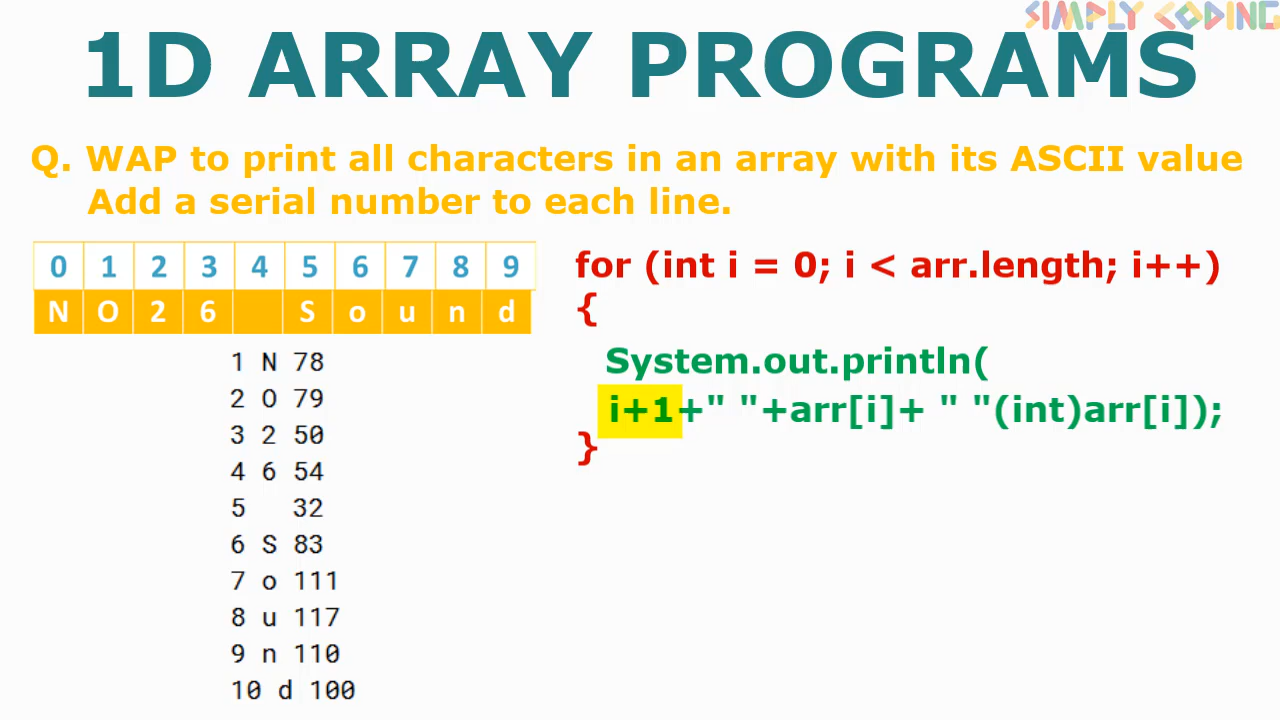 SIMPLY CODING
1D ARRAY PROGRAMS
Q. WAP to print all characters in an array with its ASCII value
Add a serial number to each line.
0 1 2 3 4 5 6 7 8 9
N O 2 6 S o u n d
1 N 78
2 O 79
3 2 50
4 6 54
5 32
6 S 83
7 o 111
8 u 117
9 n 110
10 d 100
for (int i = 0; i < arr.length; i++)
{
System.out.println(
i+1+" "+arr[i]+ " "(int)arr[i]);
}